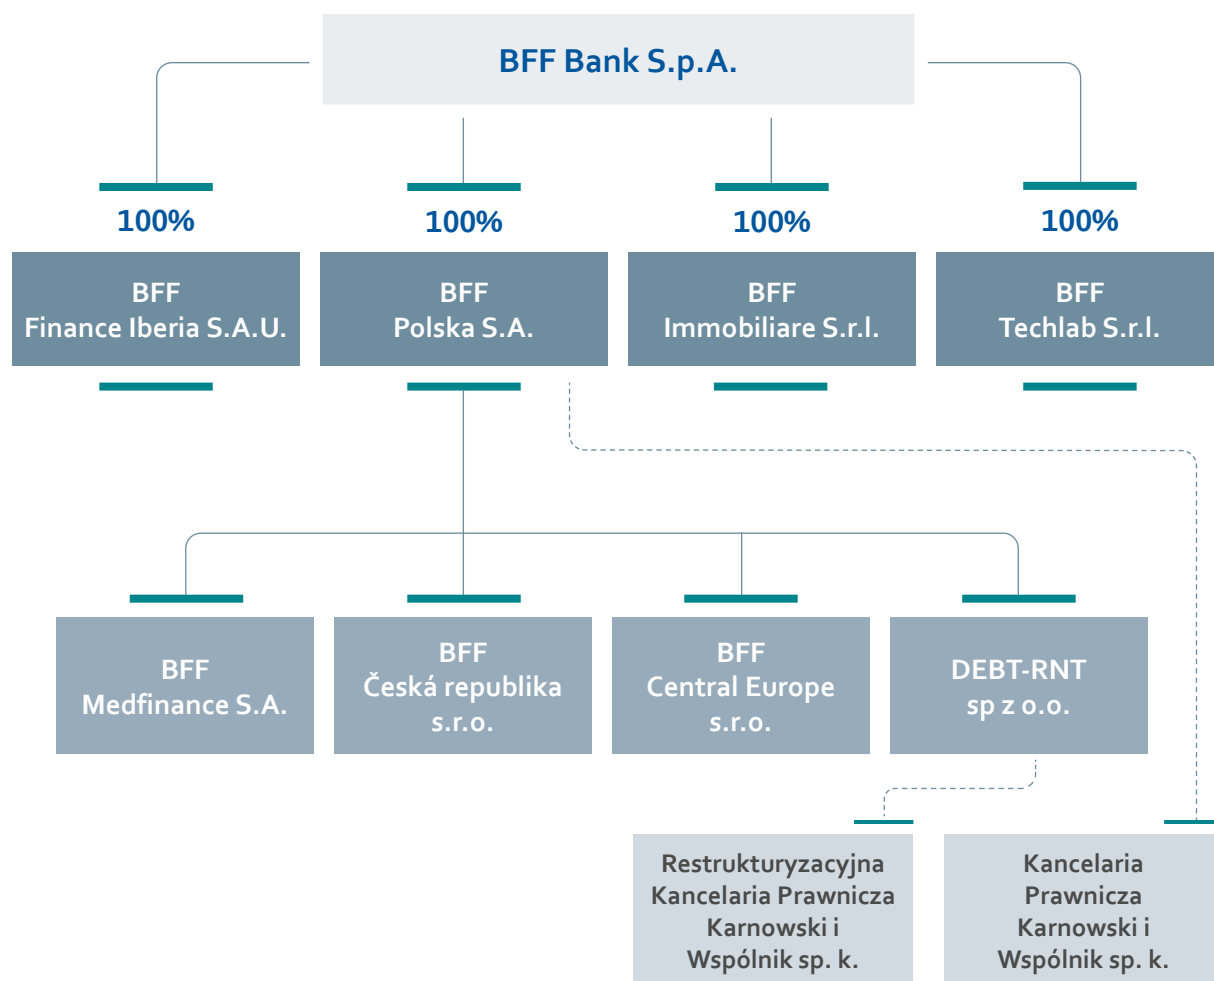 BFF Bank S.p.A.
100%
100%
100%
100%
BFF
Finance Iberia S.A.U.
BFF
Polska S.A.
BFF
Immobiliare S.r.l.
BFF
Techlab S.r.l.
BFF
Medfinance S.A.
BFF
Česká republika
s.r.o.
BFF
Central Europe
s.r.o.
DEBT-RNT
sp z o.o.
Restrukturyzacyjna
Kancelaria Prawnicza
Karnowski i
Wspólnik sp. k.
Kancelaria
Prawnicza
Karnowski i
Wspólnik sp. k.